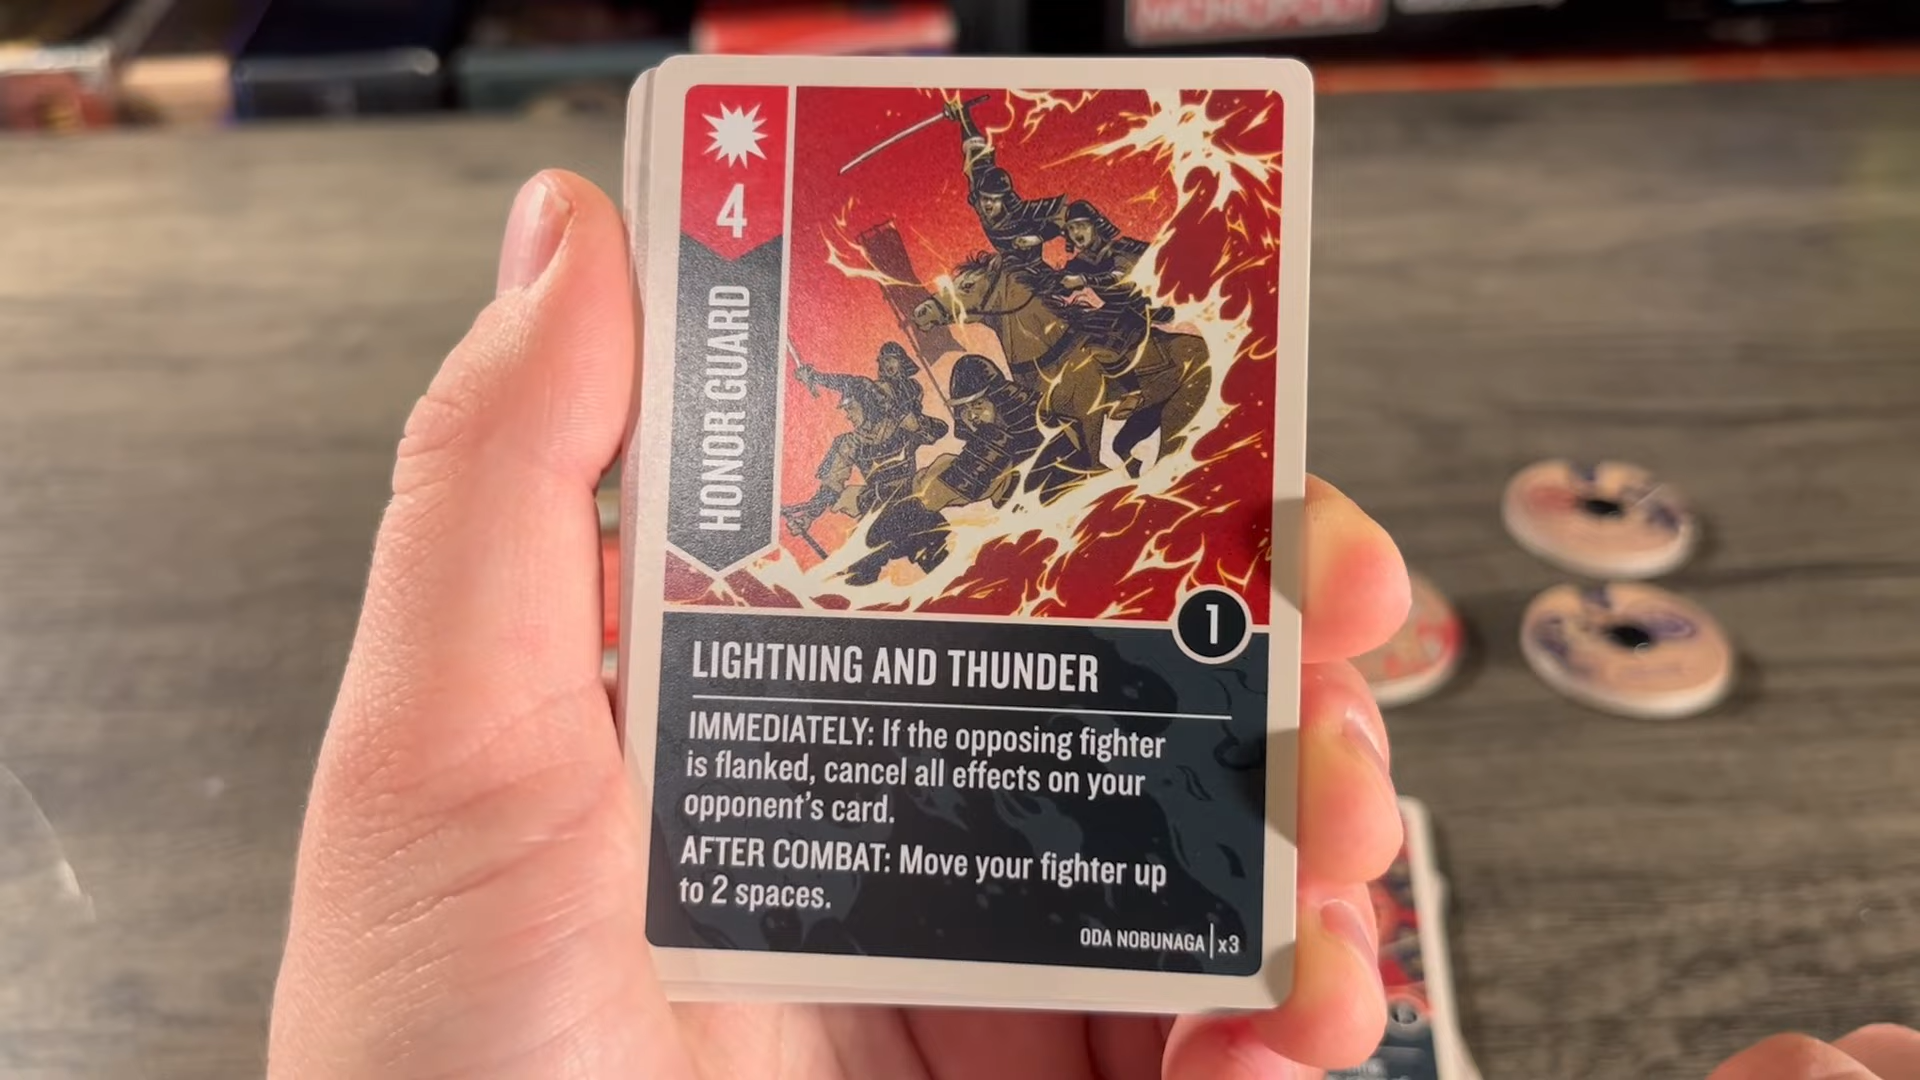 MONOPOLY
4
HONOR GUARD
1
LIGHTNING AND THUNDER
IMMEDIATELY: If the opposing fighter
is flanked, cancel all effects on your
opponent's card.
AFTER COMBAT: Move your fighter up
to 2 spaces.
ODA NOBUNAGA | x3